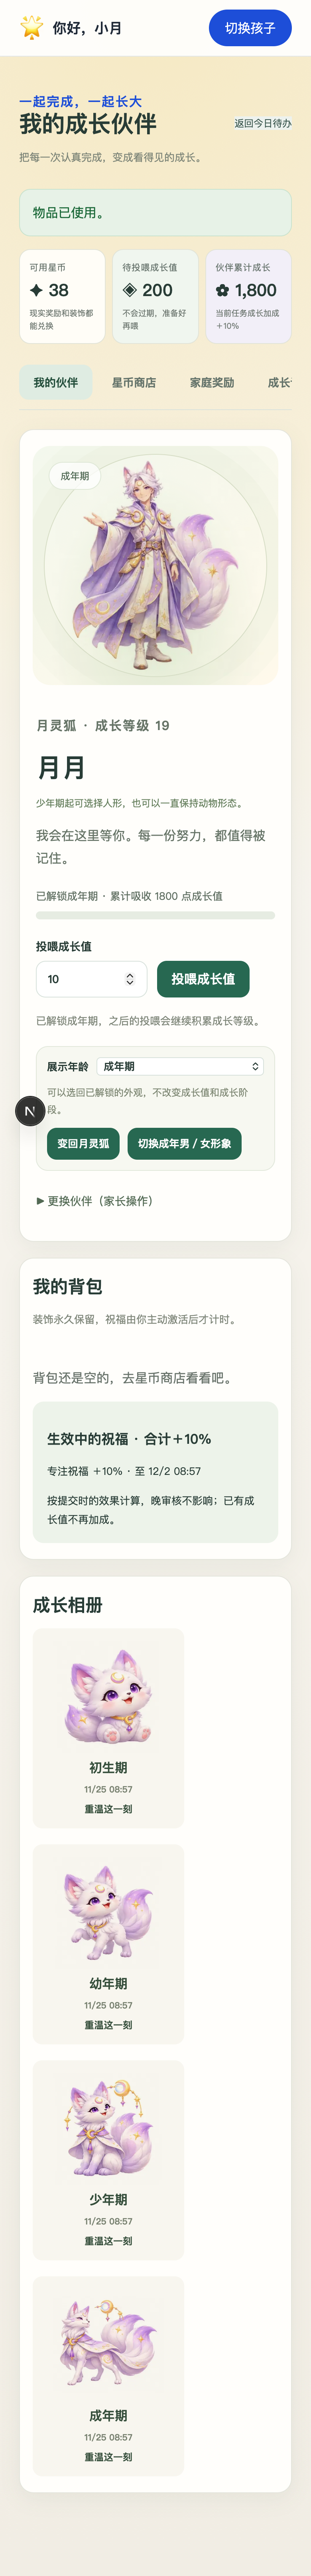 你好，小月
切换孩子
一起完成，一起长大
我的成长伙伴
返回今日待办
把每一次认真完成，变成看得见的成长。
物品已使用。
可用星币
✦ 38
现实奖励和装饰都
能兑换
待投喂成长值
◈ 200
不会过期，准备好
再喂
伙伴累计成长
✿ 1,800
当前任务成长加成
＋10%
我的伙伴
星币商店
家庭奖励
成长
成年期
月灵狐 · 成长等级 19
月月
少年期起可选择人形，也可以一直保持动物形态。
我会在这里等你。每一份努力，都值得被
记住。
已解锁成年期 · 累计吸收 1800 点成长值
投喂成长值
10
投喂成长值
已解锁成年期，之后的投喂会继续积累成长等级。
展示年龄
成年期
可以选回已解锁的外观，不改变成长值和成长阶
段。
N
变回月灵狐
切换成年男 / 女形象
▶ 更换伙伴（家长操作）
我的背包
装饰永久保留，祝福由你主动激活后才计时。
背包还是空的，去星币商店看看吧。
生效中的祝福 · 合计＋10%
专注祝福 ＋10% · 至 12/2 08:57
按提交时的效果计算，晚审核不影响；已有成
长值不再加成。
成长相册
初生期
11/25 08:57
重温这一刻
幼年期
11/25 08:57
重温这一刻
少年期
11/25 08:57
重温这一刻
成年期
11/25 08:57
重温这一刻